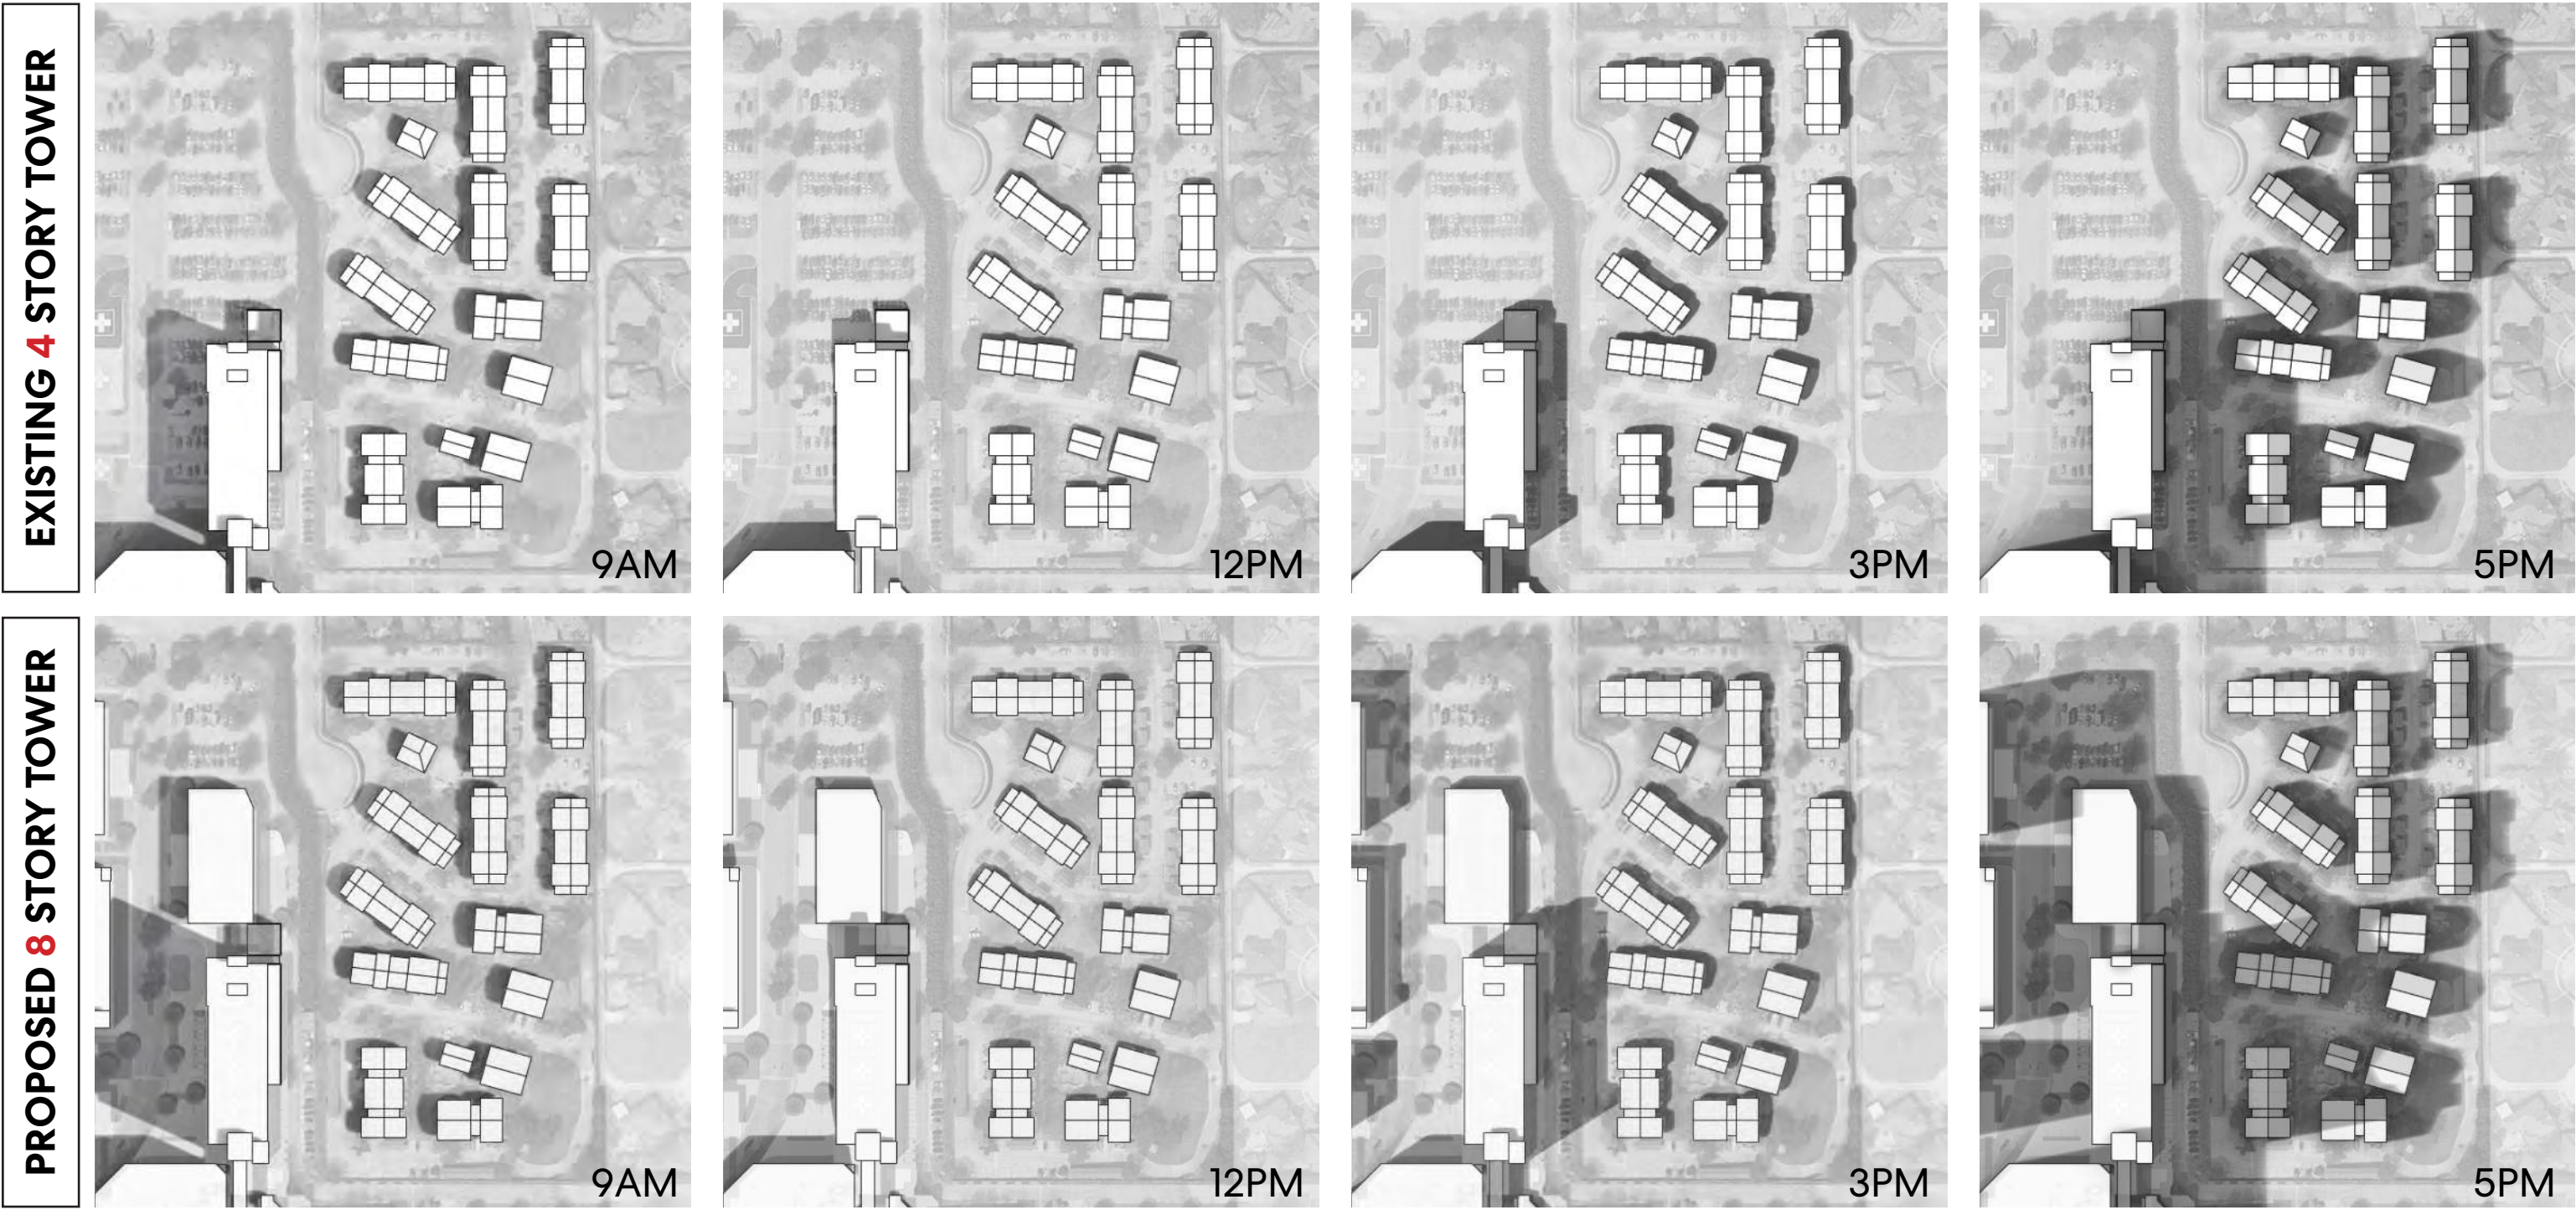 EXISTING 4 STORY TOWER
9AM
12PM
3PM
5PM
PROPOSED 8 STORY TOWER
9AM
12PM
3PM
5PM